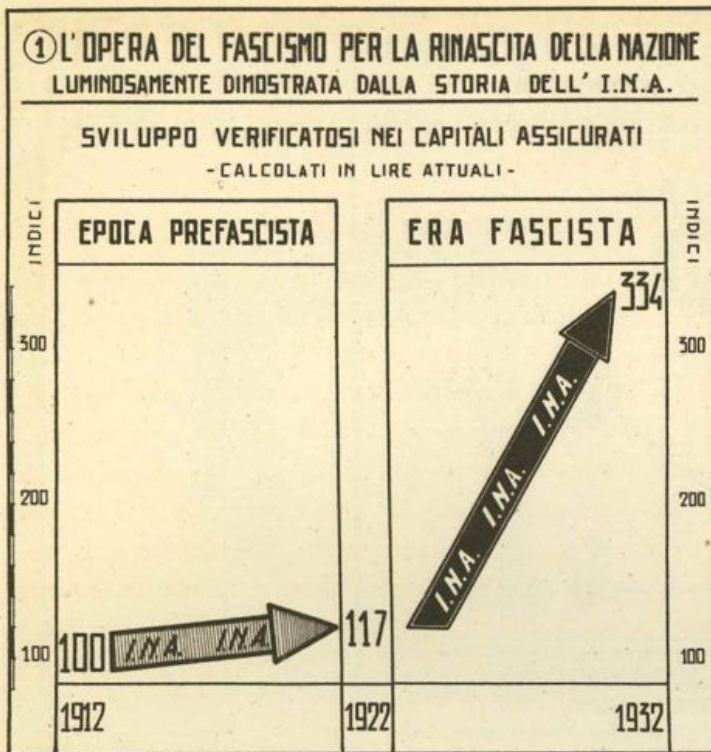 ① L'OPERA DEL FASCISMO PER LA RINASCITA DELLA NAZIONE
LUMINOSAMENTE DIMOSTRATA DALLA STORIA DELL' I.N.A.
SVILUPPO VERIFICATOSI NEI CAPITALI ASSICURATI
- CALCOLATI IN LIRE ATTUALI -
INDICI
EPOCA PREFASCISTA
ERA FASCISTA
INDICI
334
300
300
I.N.A. I.N.A. I.N.A. I.N.A.
200
200
100
100
I.N.A. I.N.A.
117
100
1912
1922
1932